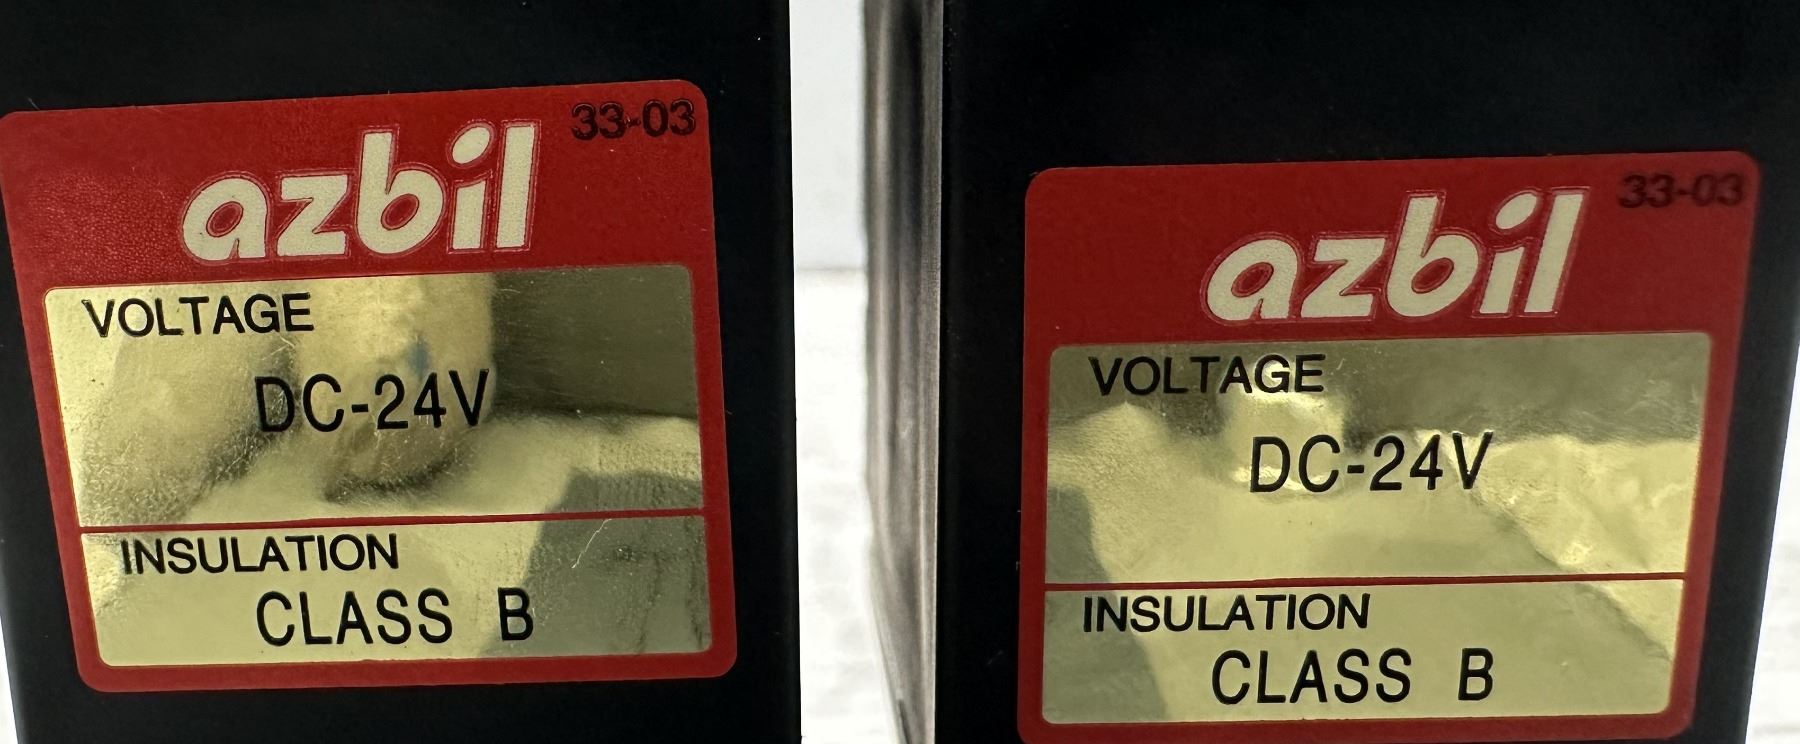 33-03
azbil
VOLTAGE
DC-24V
INSULATION
CLASS B
33-03
azbil
VOLTAGE
DC-24V
INSULATION
CLASS B